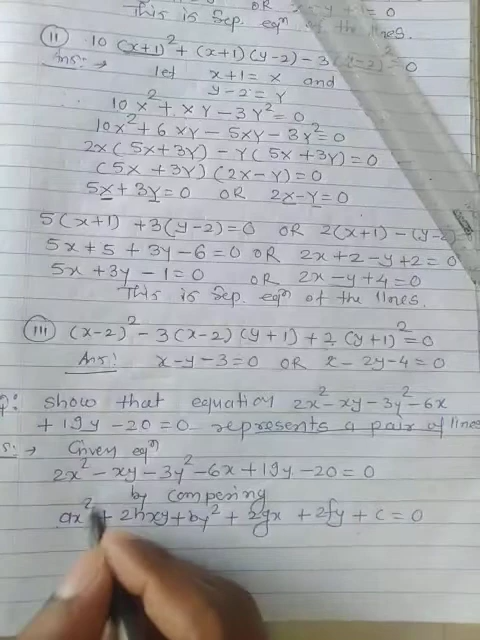 OR
This is Sep. eqn of the lines.
(ii) 10 (x+1)² + (x+1)(y-2) - 3(y-2)² = 0
Ans:→ let x+1 = X and
y-2 = Y
10x² + xy - 3y² = 0
10x² + 6xy - 5xy - 3y² = 0
2x(5x+3y) - y(5x+3y) = 0
(5x+3y)(2x-y) = 0
5x+3y = 0 OR 2x-y = 0
5(x+1) + 3(y-2) = 0 OR 2(x+1) - (y-2)
5x+5+3y-6 = 0 OR 2x+2-y+2 = 0
5x+3y-1 = 0 OR 2x-y+4 = 0
This is Sep. eqn of the lines.
(iii) (x-2)² - 3(x-2)(y+1) + 2(y+1)² = 0
Ans: x-y-3 = 0 OR x-2y-4 = 0
Q: show that equation 2x² - xy - 3y² - 6x
+ 19y - 20 = 0 represents a pair of lines
→ Given eqn
2x² - xy - 3y² - 6x + 19y - 20 = 0
by compering
ax² + 2hxy + by² + 2gx + 2fy + c = 0